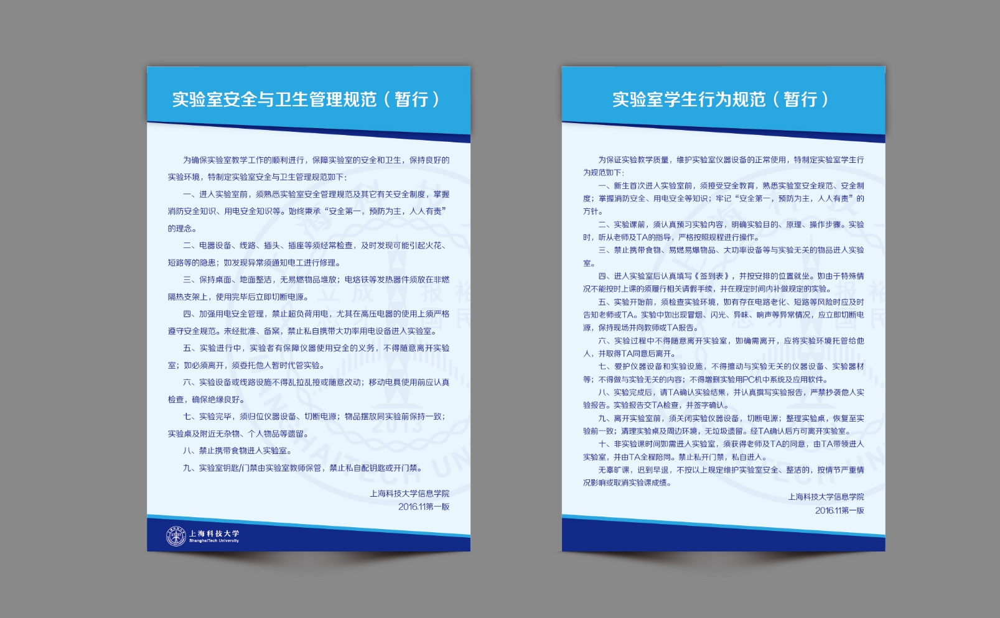 实验室安全与卫生管理规范（暂行）
为确保实验室教学工作的顺利进行，保障实验室的安全和卫生，保持良好的
实验环境，特制定实验室安全与卫生管理规范如下：
一、进入实验室前，须熟悉实验室安全管理规范及其它有关安全制度，掌握
消防安全知识、用电安全知识等。始终秉承“安全第一，预防为主，人人有责”
的理念。
二、电器设备、线路、插头、插座等须经常检查，及时发现可能引起火花、
短路等的隐患；如发现异常须通知电工进行修理。
三、保持桌面、地面整洁，无易燃物品堆放；电烙铁等发热器件须放在非燃
隔热支架上，使用完毕后立即切断电源。
四、加强用电安全管理，禁止超负荷用电，尤其在高压电器的使用上须严格
遵守安全规范。未经批准、备案，禁止私自携带大功率用电设备进入实验室。
五、实验进行中，实验者有保障仪器使用安全的义务，不得随意离开实验
室；如必须离开，须委托他人暂时代管实验。
六、实验设备或线路设施不得乱拉乱接或随意改动；移动电具使用前应认真
检查，确保绝缘良好。
七、实验完毕，须归位仪器设备、切断电源；物品摆放同实验前保持一致；
实验桌及附近无杂物、个人物品等遗留。
八、禁止携带食物进入实验室。
九、实验室钥匙/门禁由实验室教师保管，禁止私自配钥匙或开门禁。
上海科技大学信息学院
2016.11第一版
上海科技大学
ShanghaiTech University
实验室学生行为规范（暂行）
为保证实验教学质量，维护实验室仪器设备的正常使用，特制定实验室学生行
为规范如下：
一、新生首次进入实验室前，须接受安全教育，熟悉实验室安全规范、安全制
度；掌握消防安全、用电安全等知识；牢记“安全第一，预防为主，人人有责”的
方针。
二、实验课前，须认真预习实验内容，明确实验目的、原理、操作步骤。实验
时，听从老师及TA的指导，严格按照规程进行操作。
三、禁止携带食物、易燃易爆物品、大功率设备等与实验无关的物品进入实验
室。
四、进入实验室后认真填写《签到表》，并按安排的位置就坐。如由于特殊情
况不能按时上课的须履行相关请假手续，并在规定时间内补做规定的实验。
五、实验开始前，须检查实验环境，如有存在电路老化、短路等风险时应及时
告知老师或TA。实验中如出现冒烟、闪光、异味、响声等异常情况，应立即切断电
源，保持现场并向教师或TA报告。
六、实验过程中不得随意离开实验室，如确需离开，应将实验环境托管给他
人，并取得TA同意后离开。
七、爱护仪器设备和实验设施，不得擅动与实验无关的仪器设备、实验器材
等；不得做与实验无关的内容；不得增删实验用PC机中系统及应用软件。
八、实验完成后，请TA确认实验结果，并认真撰写实验报告，严禁抄袭他人实
验报告。实验报告交TA检查，并签字确认。
九、离开实验室前，须关闭实验仪器设备，切断电源；整理实验桌，恢复至实
验前一致；清理实验桌及周边环境，无垃圾遗留。经TA确认后方可离开实验室。
十、非实验课时间如需进入实验室，须获得老师及TA的同意，由TA带领进入
实验室，并由TA全程陪同。禁止私开门禁，私自进入。
无辜旷课，迟到早退，不按以上规定维护实验室安全、整洁的，按情节严重情
况影响或取消实验课成绩。
上海科技大学信息学院
2016.11第一版